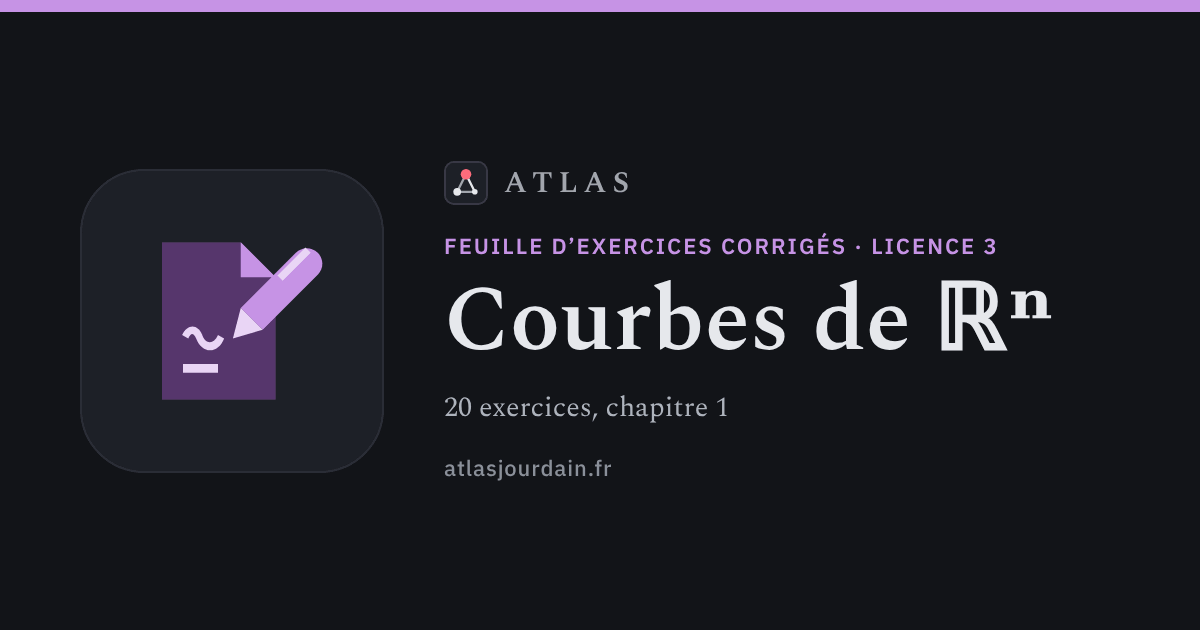 ATLAS
FEUILLE D’EXERCICES CORRIGÉS · LICENCE 3
Courbes de ℝⁿ
20 exercices, chapitre 1
atlasjourdain.fr